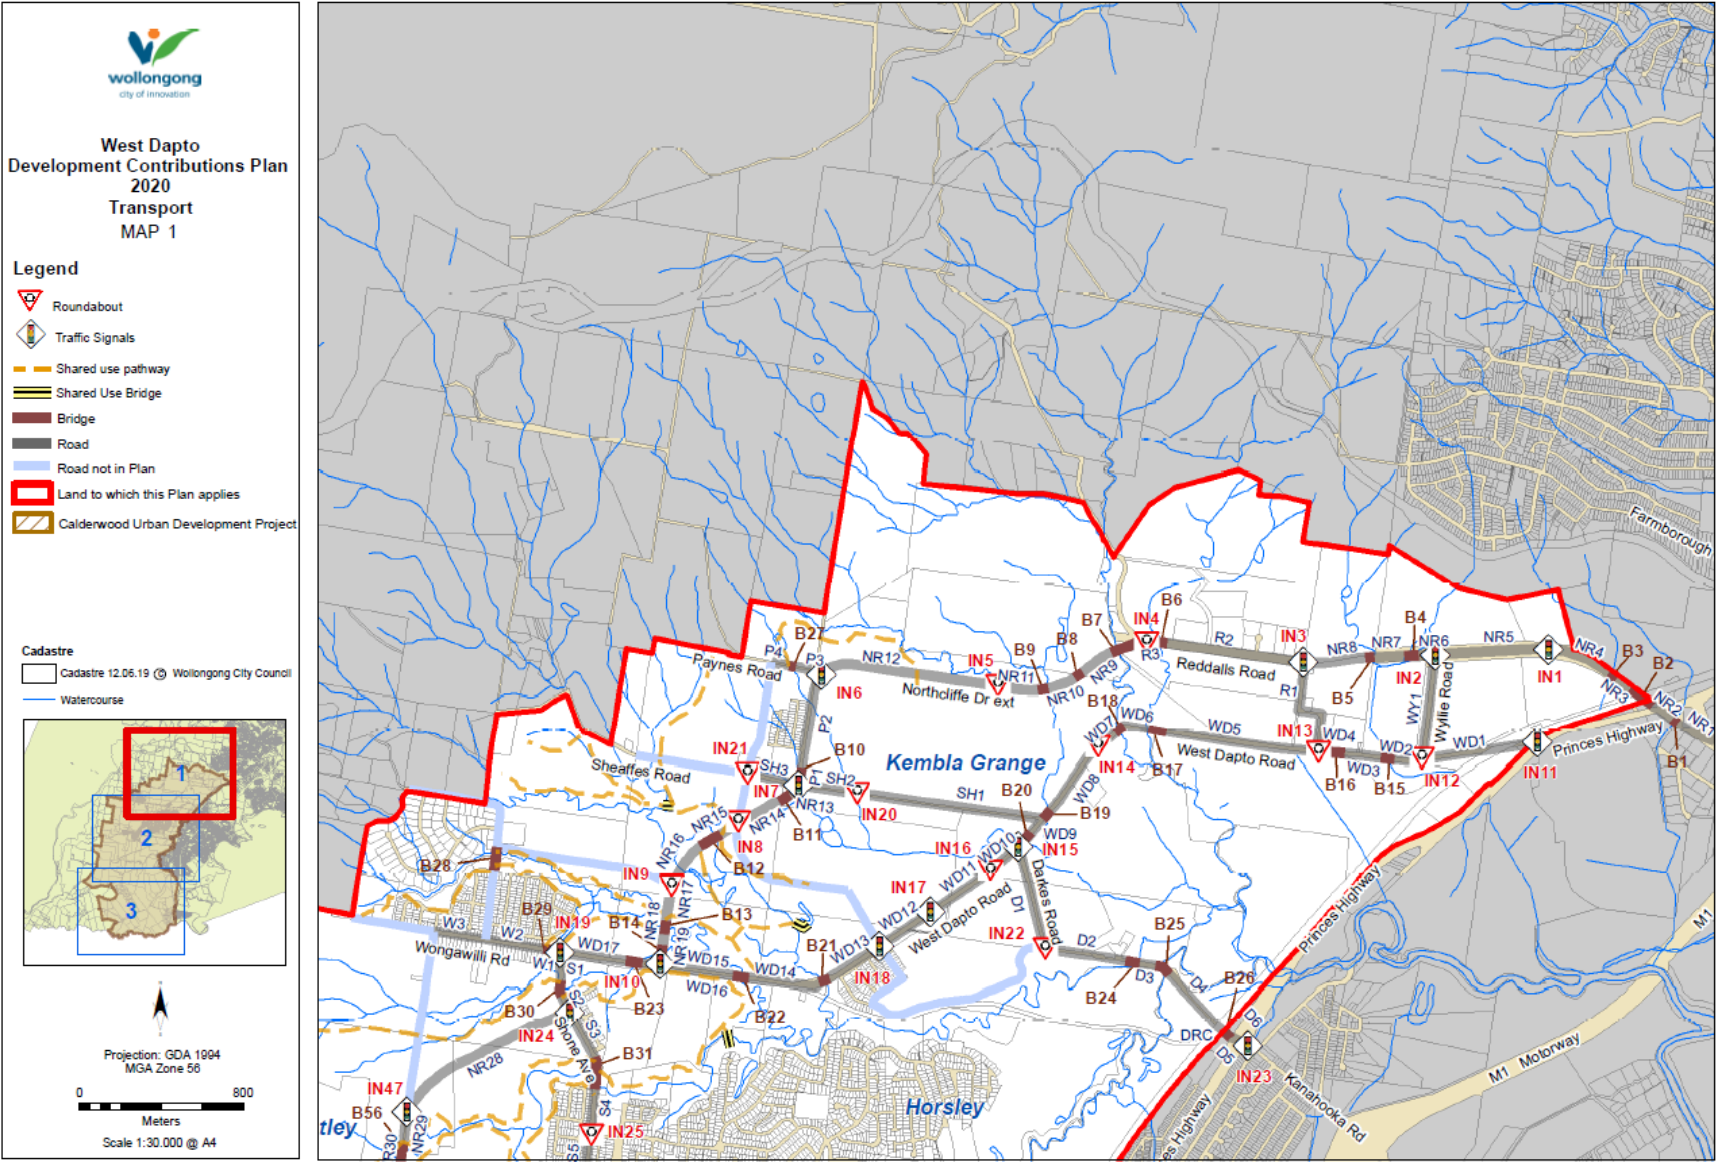 wollongong
city of innovation
West Dapto
Development Contributions Plan
2020
Transport
MAP 1
Legend
Roundabout
Traffic Signals
Shared use pathway
Shared Use Bridge
Bridge
Road
Road not in Plan
Land to which this Plan applies
Calderwood Urban Development Project
Cadastre
Cadastre 12.06.19 © Wollongong City Council
Watercourse
1
2
3
Projection: GDA 1994
MGA Zone 56
0 800
Meters
Scale 1:30.000 @ A4
Farmborough
B7
B6
IN4
B8
B9
IN5
NR11
NR10
NR9
R3
R2
Reddalls Road
IN3
NR8
NR7
B4
NR6
NR5
NR4
B3
B2
B5
IN2
IN1
NR3
NR2
NR1
B27
P4
P3
Paynes Road
NR12
Northcliffe Dr ext
IN6
P2
R1
WY1
Wylie Road
B18
WD7
WD6
WD5
West Dapto Road
IN13
WD4
WD2
WD1
WD3
IN12
IN11
Princes Highway
B1
IN14
B17
B16
B15
Kembla Grange
IN21
B10
Sheaffes Road
SH3
IN7
P1
SH2
NR13
IN20
SH1
B20
WD8
B19
NR15
NR14
B11
IN8
NR16
B12
WD9
IN15
WD10
IN16
WD11
B28
IN9
NR17
NR18
IN17
WD12
West Dapto Road
D1
Darkes Road
Princes Highway
B29
IN19
B14
B13
W3
W2
W1
Wongawilli Rd
S1
WD17
NR19
WD15
WD14
WD16
B21
WD13
IN18
IN22
D2
B25
D3
B24
D4
B26
IN10
B23
B22
B30
S2
S3
IN24
Shone Ave
B31
NR28
DRC
D6
D5
IN23
Kanahooka Rd
M1 Motorway
M1
IN47
B56
NR29
R30
S4
IN25
S5
Horsley
tley
es Highway